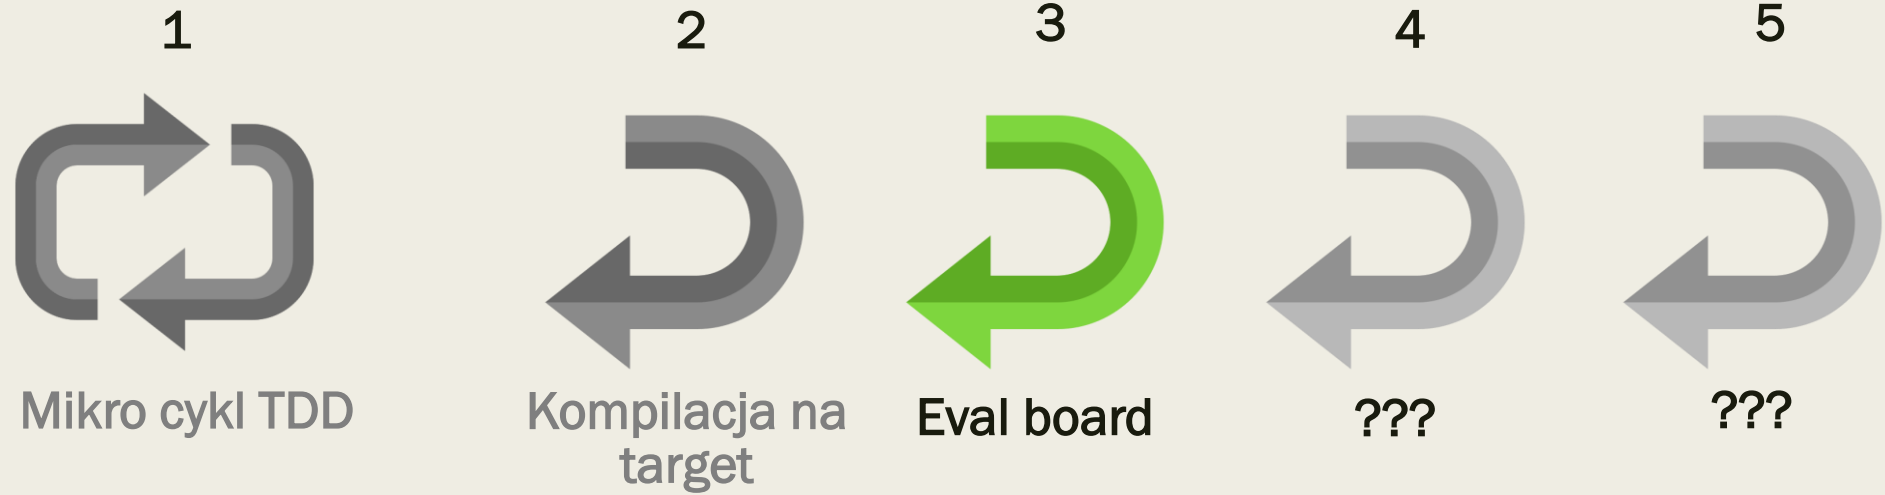 1
2
3
4
5
Mikro cykl TDD
Kompilacja na
target
Eval board
???
???